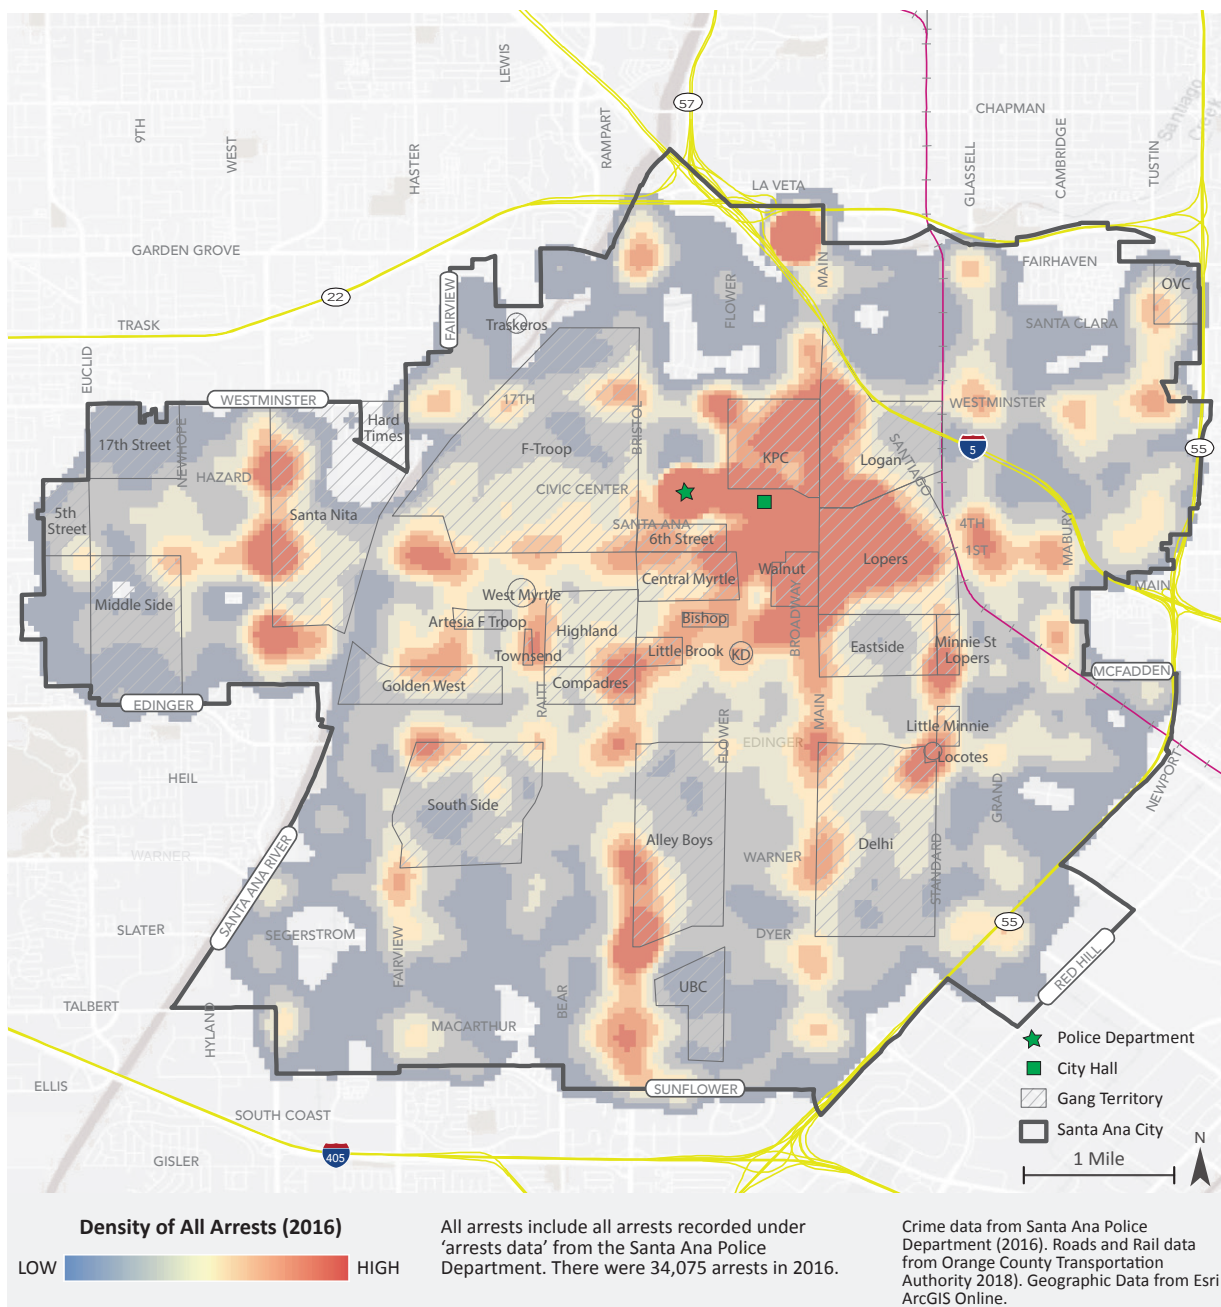 LEWIS
57
CHAPMAN
9TH
WEST
HASTER
RAMPART
GLASSELL
CAMBRIDGE
TUSTIN
Santiago
Creek
LA VETA
GARDEN GROVE
FAIRHAVEN
OVC
22
TRASK
FAIRVIEW
Traskeros
FLOWER
MAIN
SANTA CLARA
EUCLID
WESTMINSTER
17TH
WESTMINSTER
Hard
Times
17th Street
NEWHOPE
HAZARD
F-Troop
BRISTOL
KPC
Logan
SANTIAGO
5
55
CIVIC CENTER
5th
Street
Santa Nita
SANTA ANA
6th Street
4TH
1ST
MABURY
Lopers
Walnut
Central Myrtle
MAIN
Middle Side
West Myrtle
Artesia F Troop
Highland
Bishop
BROADWAY
Townsend
Little Brook
KD
Eastside
Minnie St
Lopers
MCFADDEN
Golden West
Compadres
RAITT
EDINGER
MAIN
FLOWER
EDINGER
Little Minnie
Locotes
HEIL
South Side
GRAND
NEWPORT
WARNER
Alley Boys
WARNER
Delhi
STANDARD
SANTA ANA RIVER
SLATER
SEGERSTROM
FAIRVIEW
DYER
55
RED HILL
TALBERT
HYLAND
BEAR
UBC
MACARTHUR
ELLIS
SOUTH COAST
SUNFLOWER
405
GISLER
Police Department
City Hall
Gang Territory
Santa Ana City
1 Mile
N
Density of All Arrests (2016)
LOW
HIGH
All arrests include all arrests recorded under
‘arrests data’ from the Santa Ana Police
Department. There were 34,075 arrests in 2016.
Crime data from Santa Ana Police
Department (2016). Roads and Rail data
from Orange County Transportation
Authority 2018). Geographic Data from Esri
ArcGIS Online.